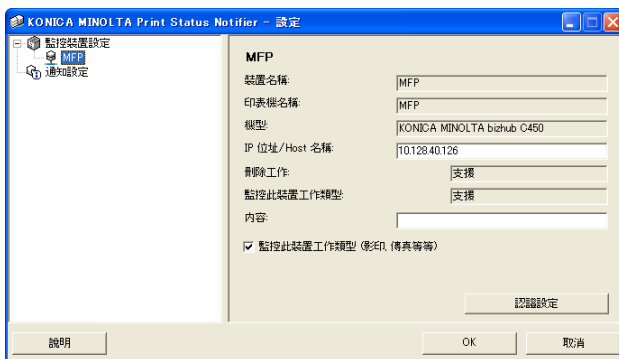 KONICA MINOLTA Print Status Notifier - 設定
監控裝置設定
MFP
通知設定
MFP
裝置名稱: MFP
印表機名稱: MFP
機型: KONICA MINOLTA bizhub C450
IP 位址/Host 名稱: 10.128.40.126
刪除工作: 支援
監控此裝置工作類型: 支援
內容:
監控此裝置工作類型 (影印, 傳真等等)
認證設定
說明 OK 取消